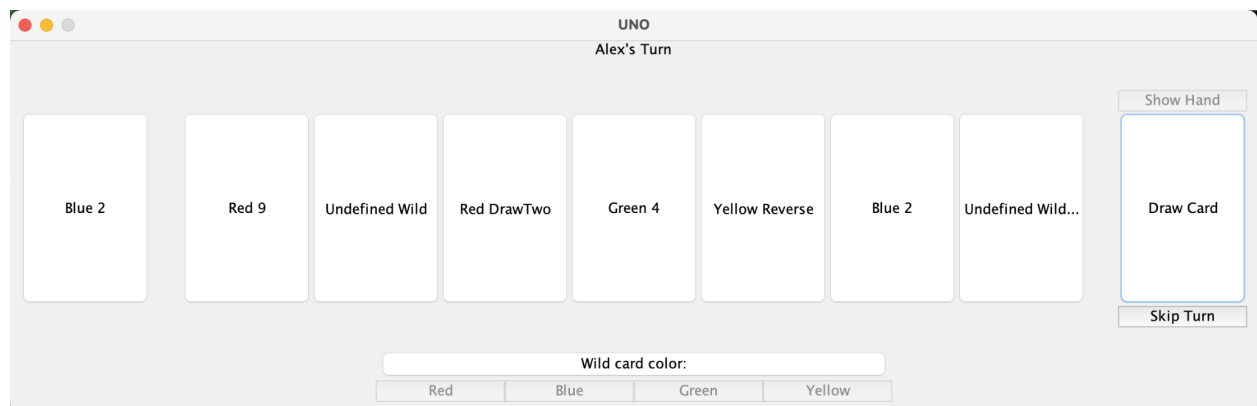 UNO
Alex's Turn
Show Hand
Blue 2
Red 9
Undefined Wild
Red DrawTwo
Green 4
Yellow Reverse
Blue 2
Undefined Wild...
Draw Card
Skip Turn
Wild card color:
Red
Blue
Green
Yellow